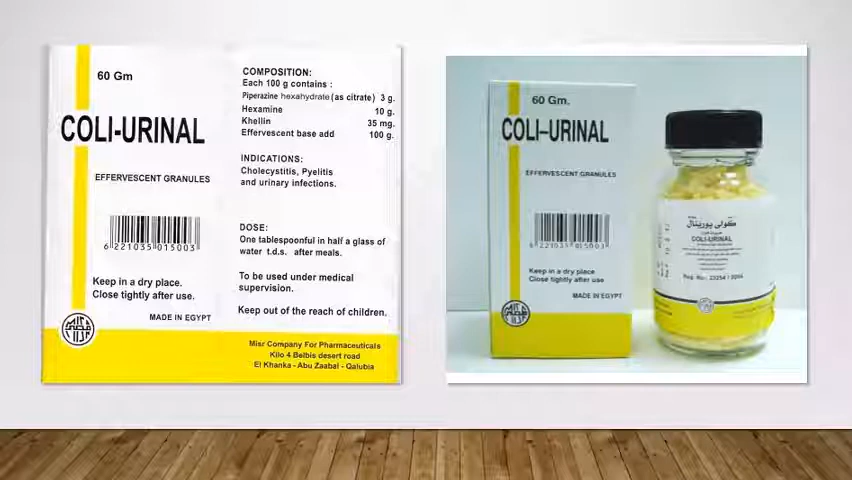 60 Gm
COLI-URINAL
EFFERVESCENT GRANULES
6 221035 015003
Keep in a dry place.
Close tightly after use.
MADE IN EGYPT
COMPOSITION:
Each 100 g contains :
Piperazine hexahydrate (as citrate) 3 g.
Hexamine 10 g.
Khellin 35 mg.
Effervescent base add 100 g.
INDICATIONS:
Cholecystitis, Pyelitis
and urinary infections.
DOSE:
One tablespoonful in half a glass of
water t.d.s. after meals.
To be used under medical
supervision.
Keep out of the reach of children.
Misr Company For Pharmaceuticals
Kilo 4 Belbis desert road
El Khanka - Abu Zaabal - Qalubia
60 Gm.
COLI-URINAL
EFFERVESCENT GRANULES
6 221035 015003
Keep in a dry place
Close tightly after use.
MADE IN EGYPT
كولي يورينال
COLI-URINAL